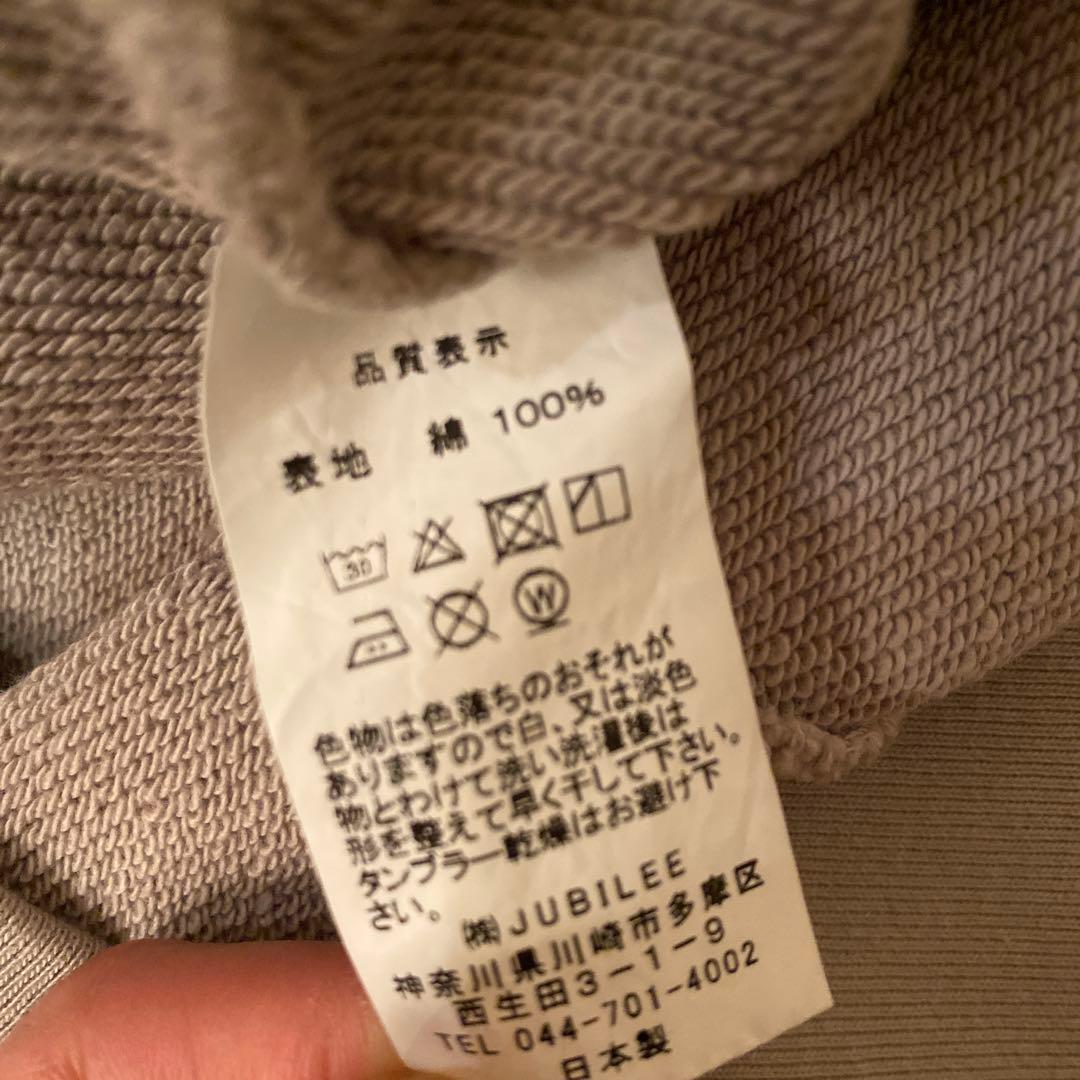 品質表示
表地 綿 100%
30
W
色物は色落ちのおそれが
ありますので白、又は淡色
物とわけて洗い洗濯後は
形を整えて早く干して下さい。
タンブラー乾燥はお避け下
さい。
㈱JUBILEE
神奈川県川崎市多摩区
西生田3-1-9
TEL 044-701-4002
日本製